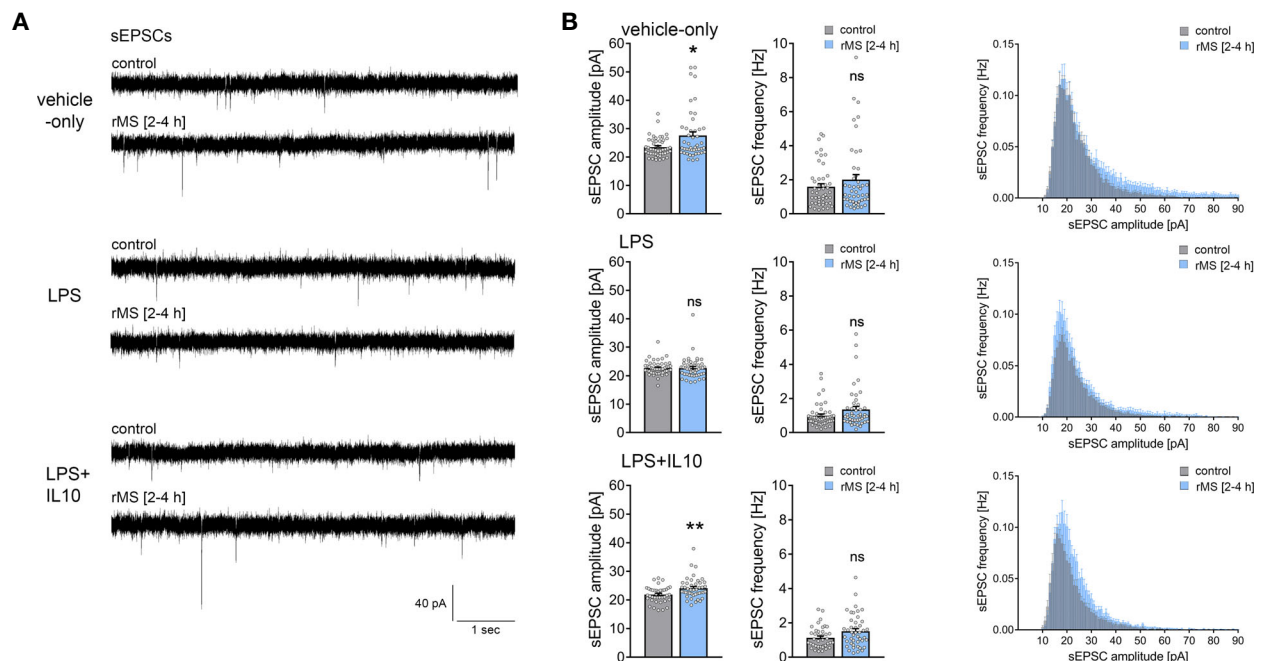 A
sEPSCs
vehicle
-only
control
rMS [2-4 h]
LPS
control
rMS [2-4 h]
LPS+
IL10
control
rMS [2-4 h]
40 pA
1 sec
B
vehicle-only
sEPSC amplitude [pA]
60
50
40
30
20
10
0
*
sEPSC frequency [Hz]
10
8
6
4
2
0
control
rMS [2-4 h]
ns
sEPSC frequency [Hz]
0.15
0.10
0.05
0.00
control
rMS [2-4 h]
10 20 30 40 50 60 70 80 90
sEPSC amplitude [pA]
LPS
sEPSC amplitude [pA]
60
50
40
30
20
10
0
ns
sEPSC frequency [Hz]
10
8
6
4
2
0
control
rMS [2-4 h]
ns
sEPSC frequency [Hz]
0.15
0.10
0.05
0.00
control
rMS [2-4 h]
10 20 30 40 50 60 70 80 90
sEPSC amplitude [pA]
LPS+IL10
sEPSC amplitude [pA]
60
50
40
30
20
10
0
**
sEPSC frequency [Hz]
10
8
6
4
2
0
control
rMS [2-4 h]
ns
sEPSC frequency [Hz]
0.15
0.10
0.05
0.00
control
rMS [2-4 h]
10 20 30 40 50 60 70 80 90
sEPSC amplitude [pA]